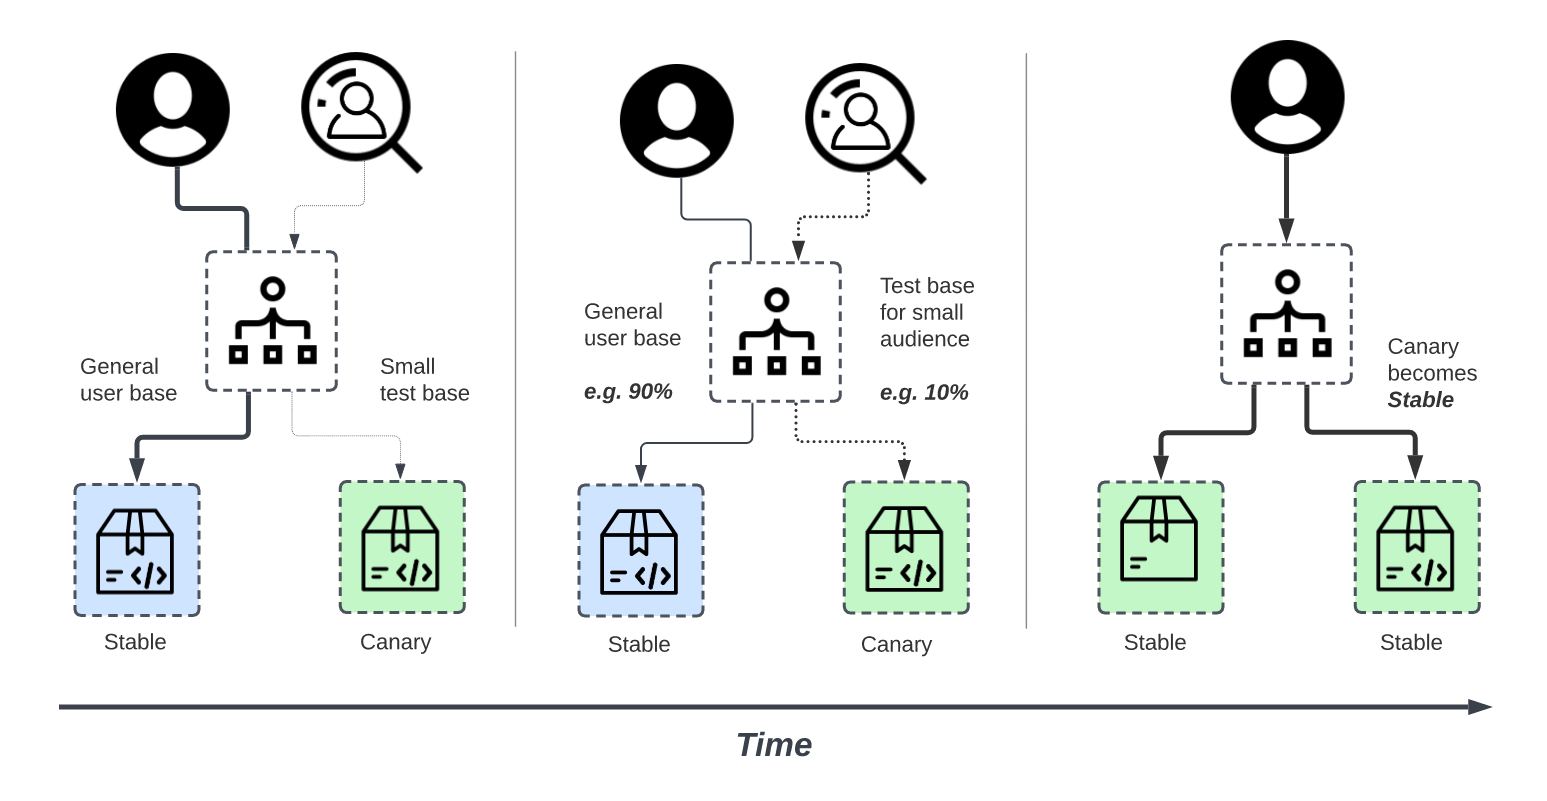 General
user base
Small
test base
Stable
Canary
General
user base
e.g. 90%
Test base
for small
audience
e.g. 10%
Stable
Canary
Canary
becomes
Stable
Stable
Stable
Time